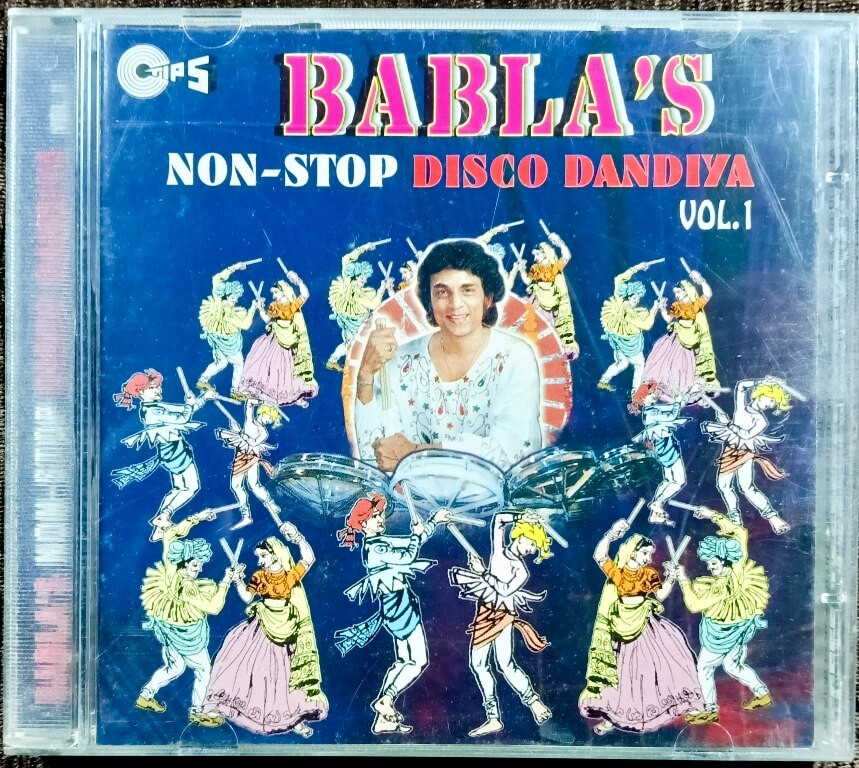 TIPS
BABLA'S
NON-STOP DISCO DANDIYA
VOL.1